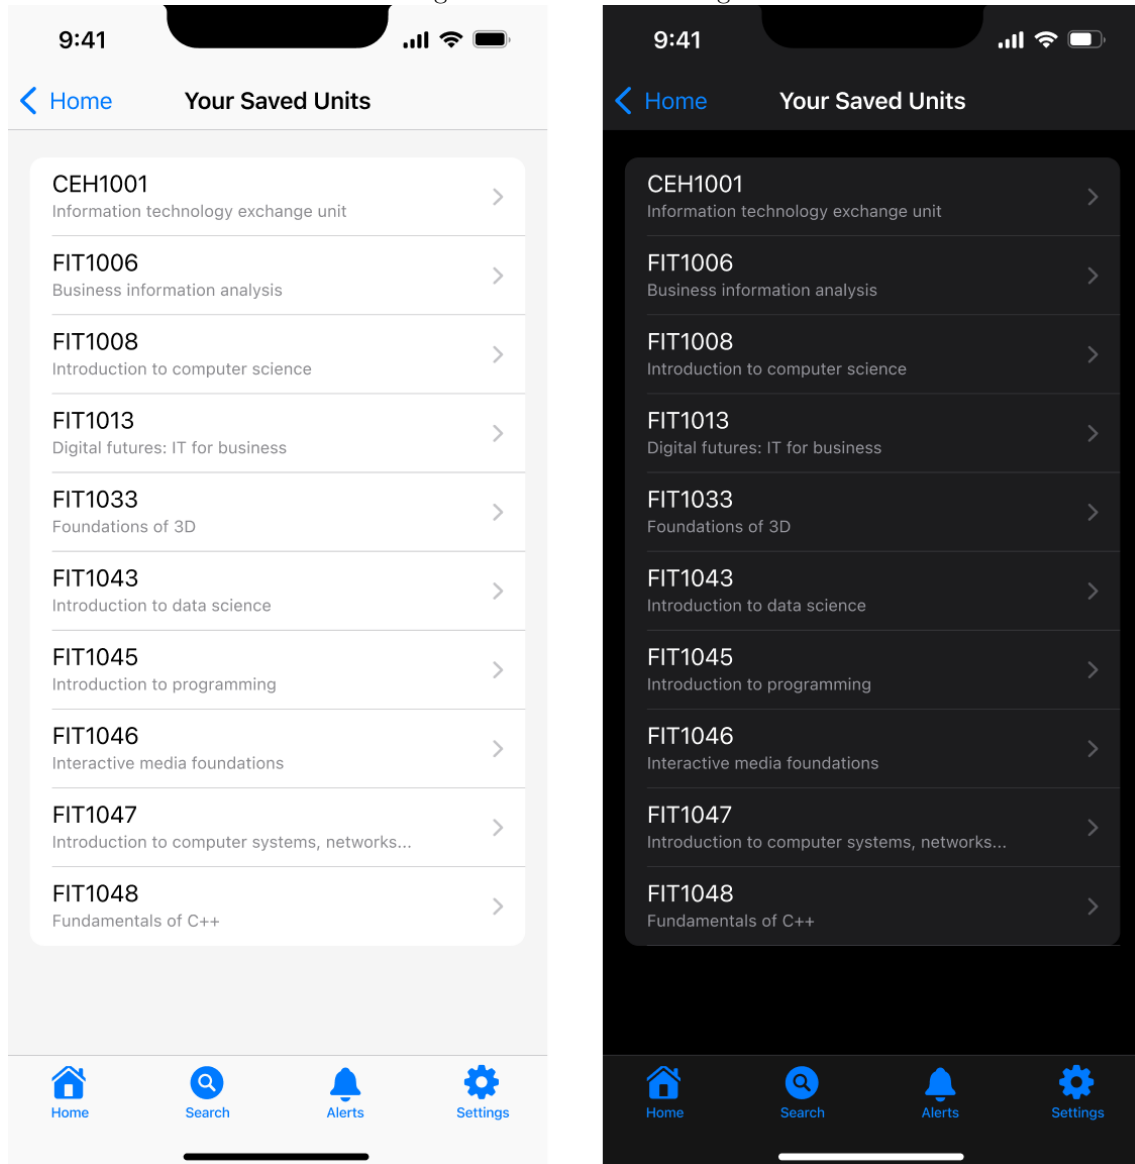 9:41
Home Your Saved Units
CEH1001
Information technology exchange unit
FIT1006
Business information analysis
FIT1008
Introduction to computer science
FIT1013
Digital futures: IT for business
FIT1033
Foundations of 3D
FIT1043
Introduction to data science
FIT1045
Introduction to programming
FIT1046
Interactive media foundations
FIT1047
Introduction to computer systems, networks...
FIT1048
Fundamentals of C++
Home Search Alerts Settings
9:41
Home Your Saved Units
CEH1001
Information technology exchange unit
FIT1006
Business information analysis
FIT1008
Introduction to computer science
FIT1013
Digital futures: IT for business
FIT1033
Foundations of 3D
FIT1043
Introduction to data science
FIT1045
Introduction to programming
FIT1046
Interactive media foundations
FIT1047
Introduction to computer systems, networks...
FIT1048
Fundamentals of C++
Home Search Alerts Settings